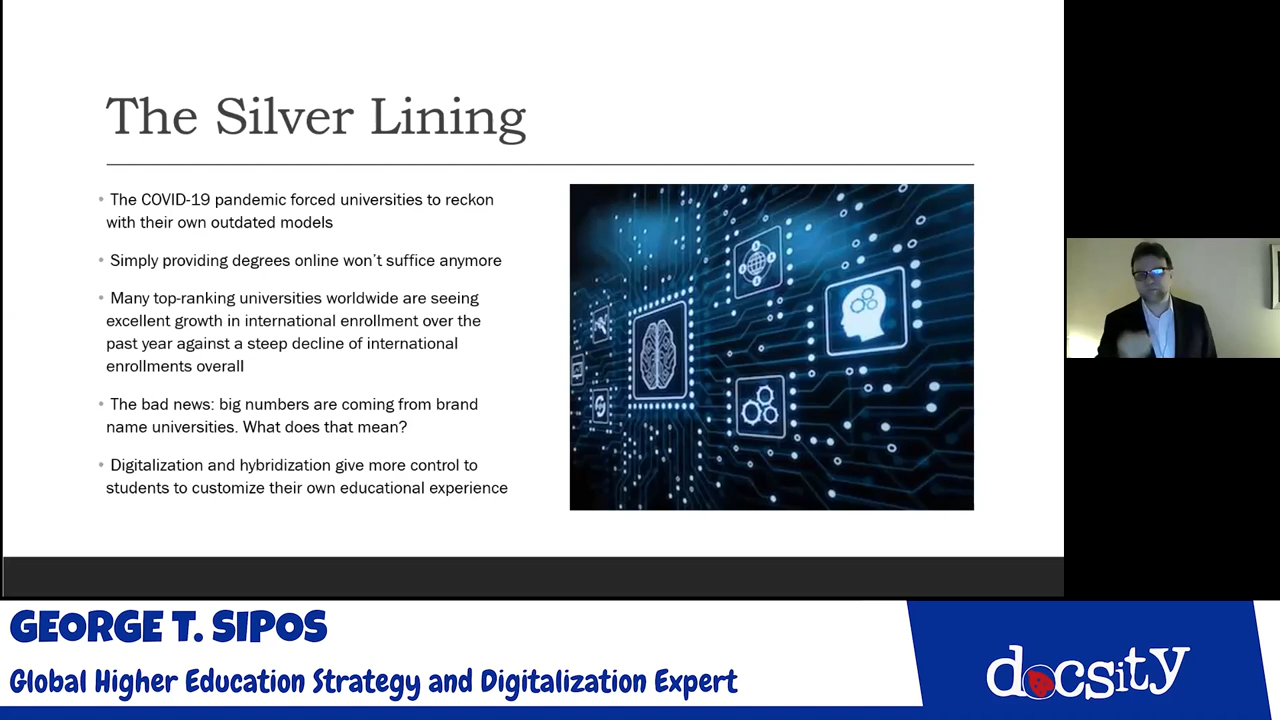 The Silver Lining
• The COVID-19 pandemic forced universities to reckon
with their own outdated models
• Simply providing degrees online won't suffice anymore
• Many top-ranking universities worldwide are seeing
excellent growth in international enrollment over the
past year against a steep decline of international
enrollments overall
• The bad news: big numbers are coming from brand
name universities. What does that mean?
• Digitalization and hybridization give more control to
students to customize their own educational experience
GEORGE T. SIPOS
Global Higher Education Strategy and Digitalization Expert
docsity